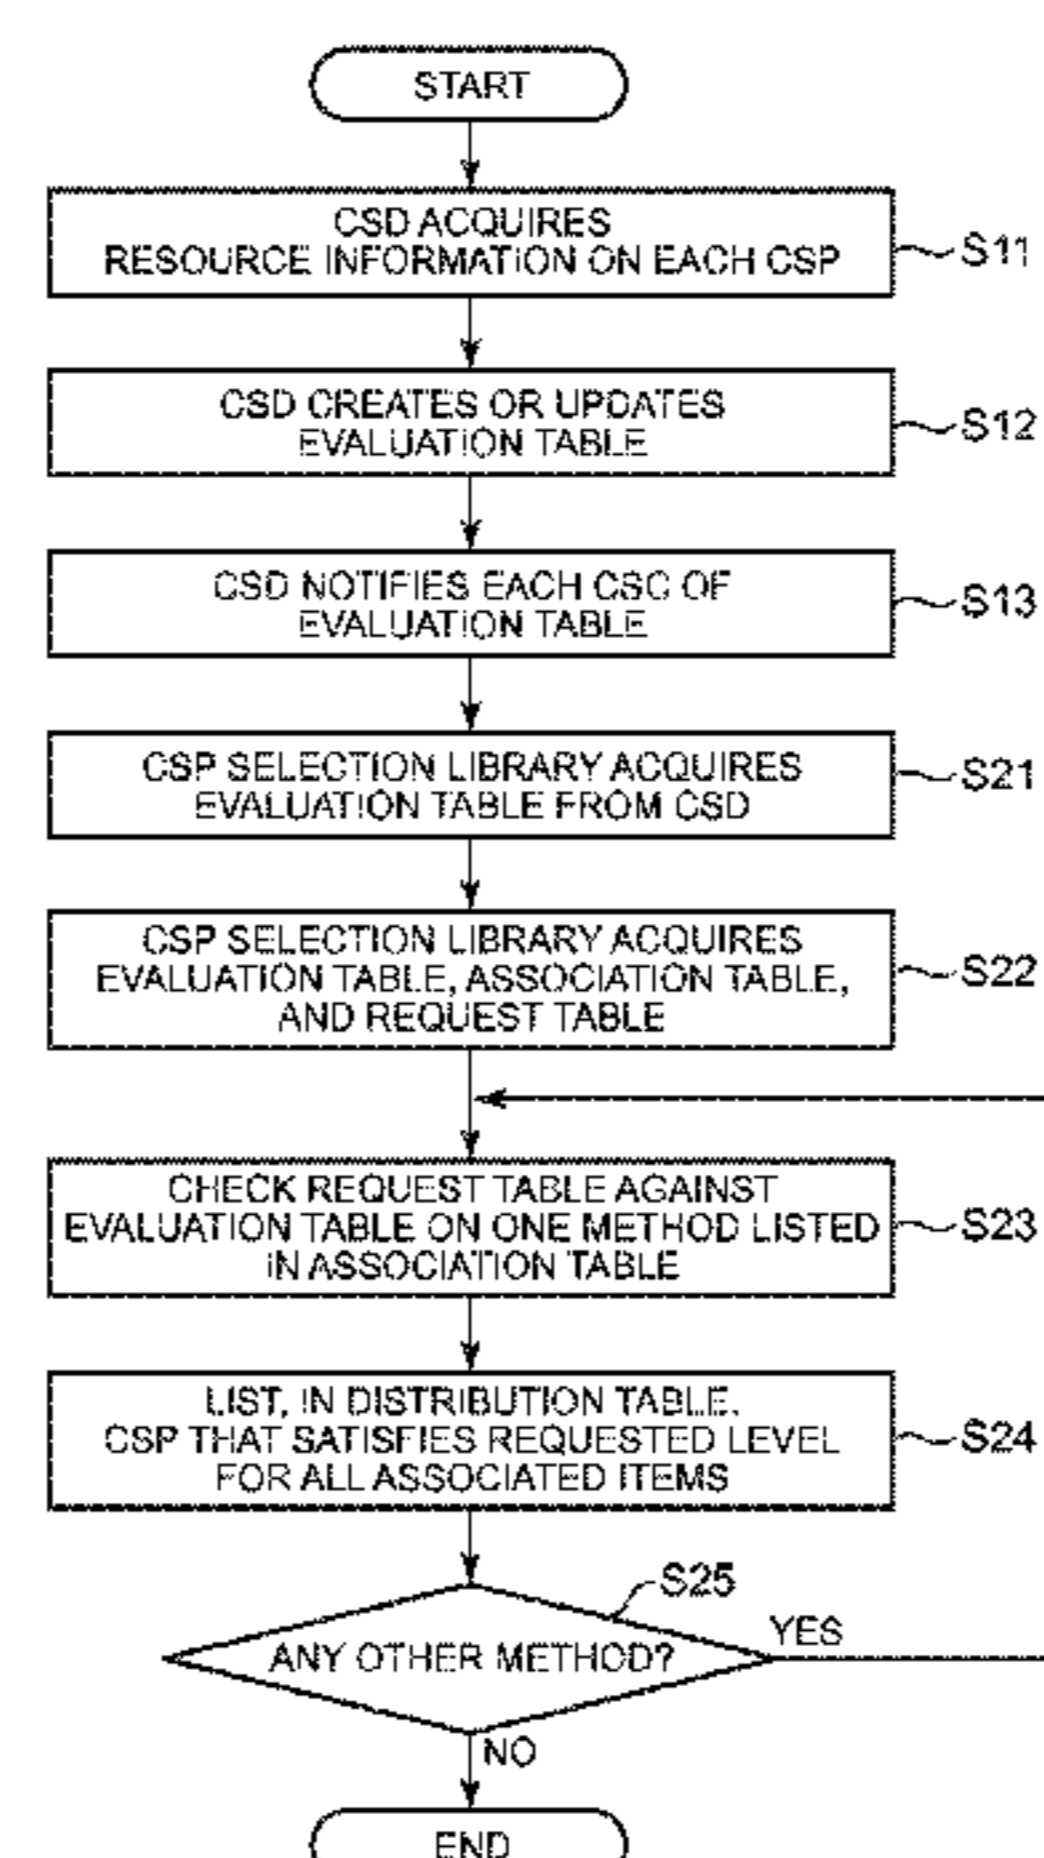 START
CSD ACQUIRES
RESOURCE INFORMATION ON EACH CSP
S11
CSD CREATES OR UPDATES
EVALUATION TABLE
S12
CSD NOTIFIES EACH CSC OF
EVALUATION TABLE
S13
CSP SELECTION LIBRARY ACQUIRES
EVALUATION TABLE FROM CSD
S21
CSP SELECTION LIBRARY ACQUIRES
EVALUATION TABLE, ASSOCIATION TABLE,
AND REQUEST TABLE
S22
CHECK REQUEST TABLE AGAINST
EVALUATION TABLE ON ONE METHOD LISTED
IN ASSOCIATION TABLE
S23
LIST, IN DISTRIBUTION TABLE,
CSP THAT SATISFIES REQUESTED LEVEL
FOR ALL ASSOCIATED ITEMS
S24
S25
ANY OTHER METHOD?
YES
NO
END